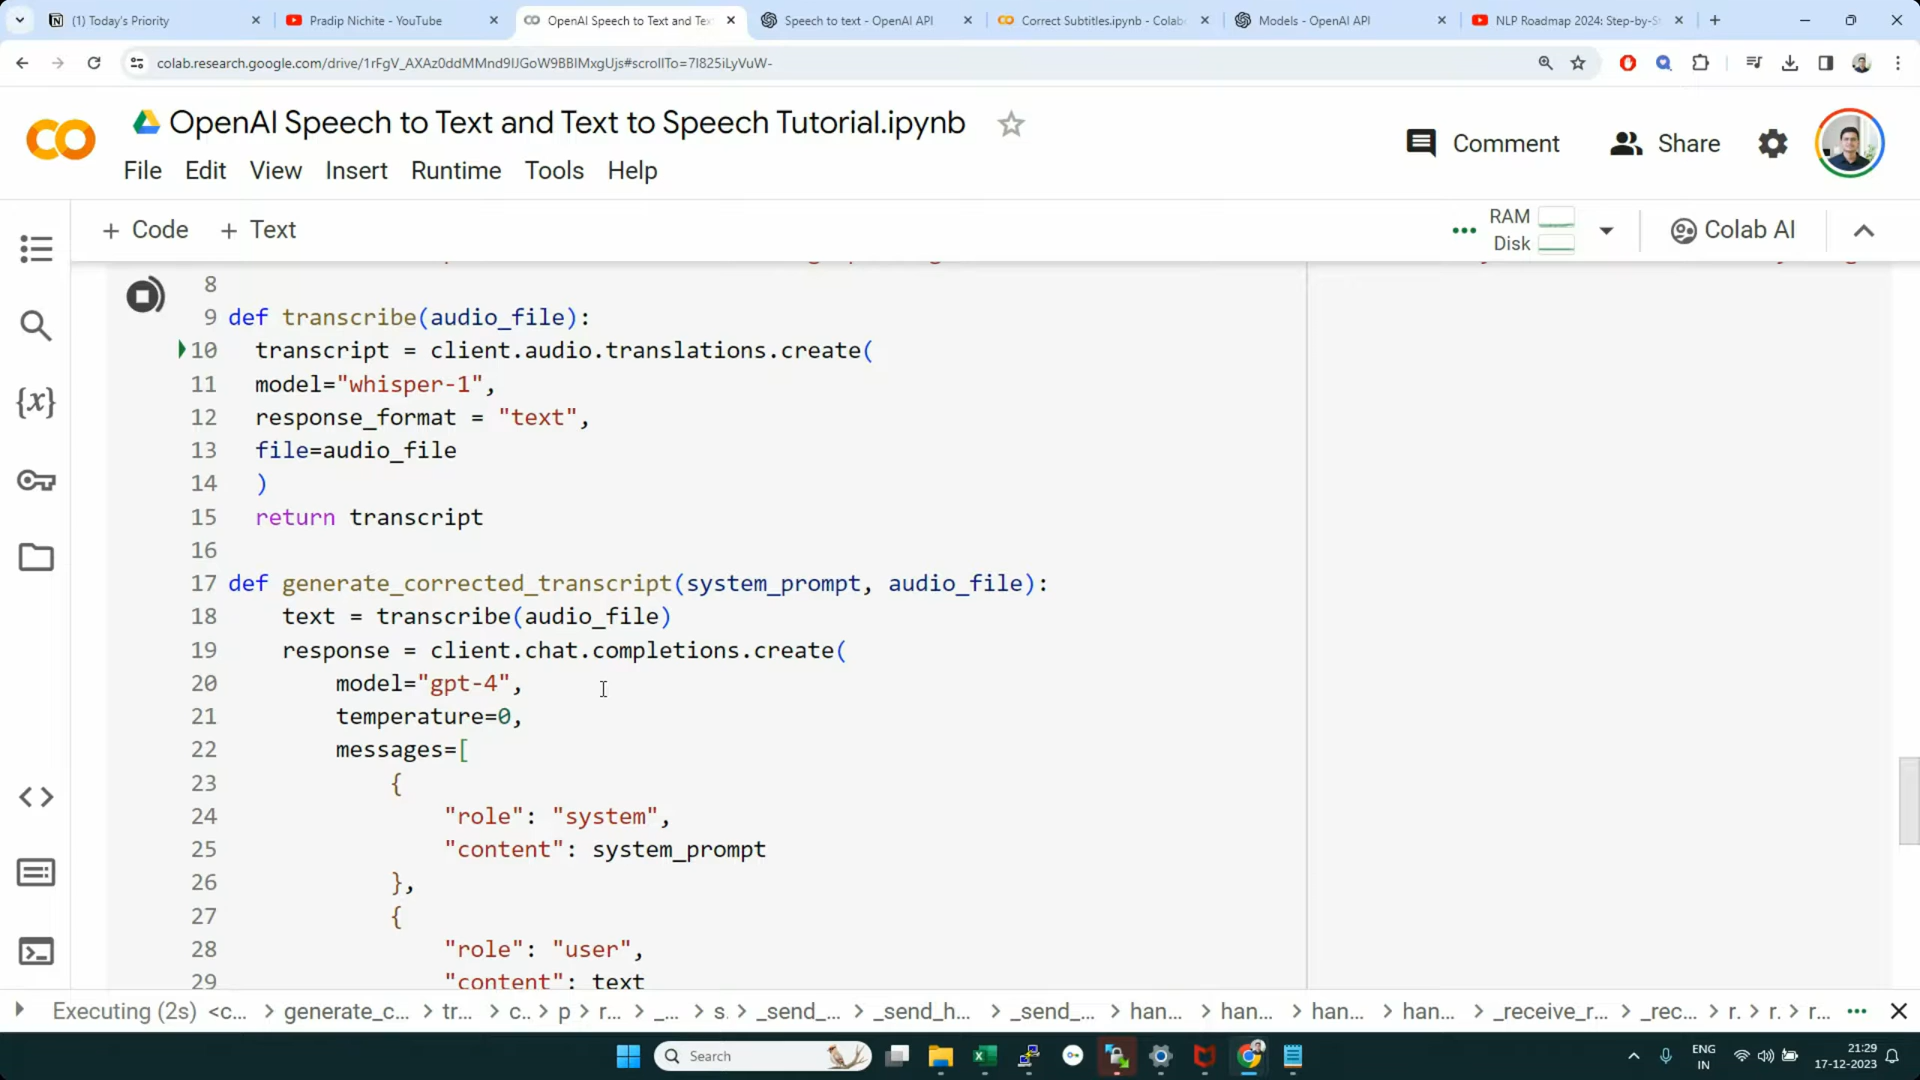 (1) Today's Priority
Pradip Nichite - YouTube
OpenAI Speech to Text and Tex
Speech to text - OpenAI API
Correct Subtitles.ipynb - Colab
Models - OpenAI API
NLP Roadmap 2024: Step-by-S
colab.research.google.com/drive/1rFgV_AXAz0ddMMnd9IJGoW9BBIMxgUjs#scrollTo=7I825iLyVuW-
OpenAI Speech to Text and Text to Speech Tutorial.ipynb
Comment
Share
File Edit View Insert Runtime Tools Help
+ Code + Text
RAM
Disk
Colab AI
8
9 def transcribe(audio_file):
10 transcript = client.audio.translations.create(
11 model="whisper-1",
12 response_format = "text",
13 file=audio_file
14 )
15 return transcript
16
17 def generate_corrected_transcript(system_prompt, audio_file):
18 text = transcribe(audio_file)
19 response = client.chat.completions.create(
20 model="gpt-4",
21 temperature=0,
22 messages=[
23 {
24 "role": "system",
25 "content": system_prompt
26 },
27 {
28 "role": "user",
29 "content": text
{x}
Executing (2s) <c... > generate_c... > tr... > c.. > p > r... > _... > s. > _send_... > _send_h... > _send_... > han... > han... > han... > han... > _receive_r... > _rec... > r. > r. > r...
Search
ENG
IN
21:29
17-12-2023